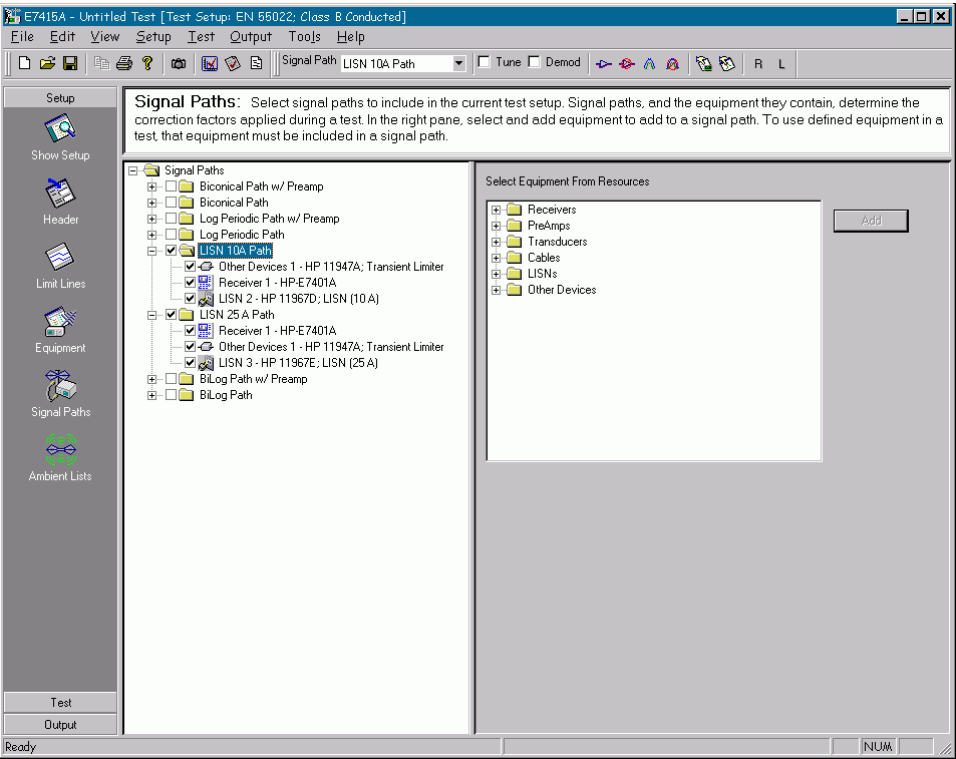 E7415A - Untitled Test [Test Setup: EN 55022; Class B Conducted]
File Edit View Setup Test Output Tools Help
Signal Path LISN 10A Path Tune Demod R L
Setup
Show Setup
Header
Limit Lines
Equipment
Signal Paths
Ambient Lists
Test
Output
Signal Paths: Select signal paths to include in the current test setup. Signal paths, and the equipment they contain, determine the
correction factors applied during a test. In the right pane, select and add equipment to add to a signal path. To use defined equipment in a
test, that equipment must be included in a signal path.
Signal Paths
Biconical Path w/ Preamp
Biconical Path
Log Periodic Path w/ Preamp
Log Periodic Path
LISN 10A Path
Other Devices 1 - HP 11947A; Transient Limiter
Receiver 1 - HP-E7401A
LISN 2 - HP 11967D; LISN (10 A)
LISN 25 A Path
Receiver 1 - HP-E7401A
Other Devices 1 - HP 11947A; Transient Limiter
LISN 3 - HP 11967E; LISN (25 A)
BiLog Path w/ Preamp
BiLog Path
Select Equipment From Resources
Receivers
PreAmps
Transducers
Cables
LISNs
Other Devices
Add
Ready
NUM